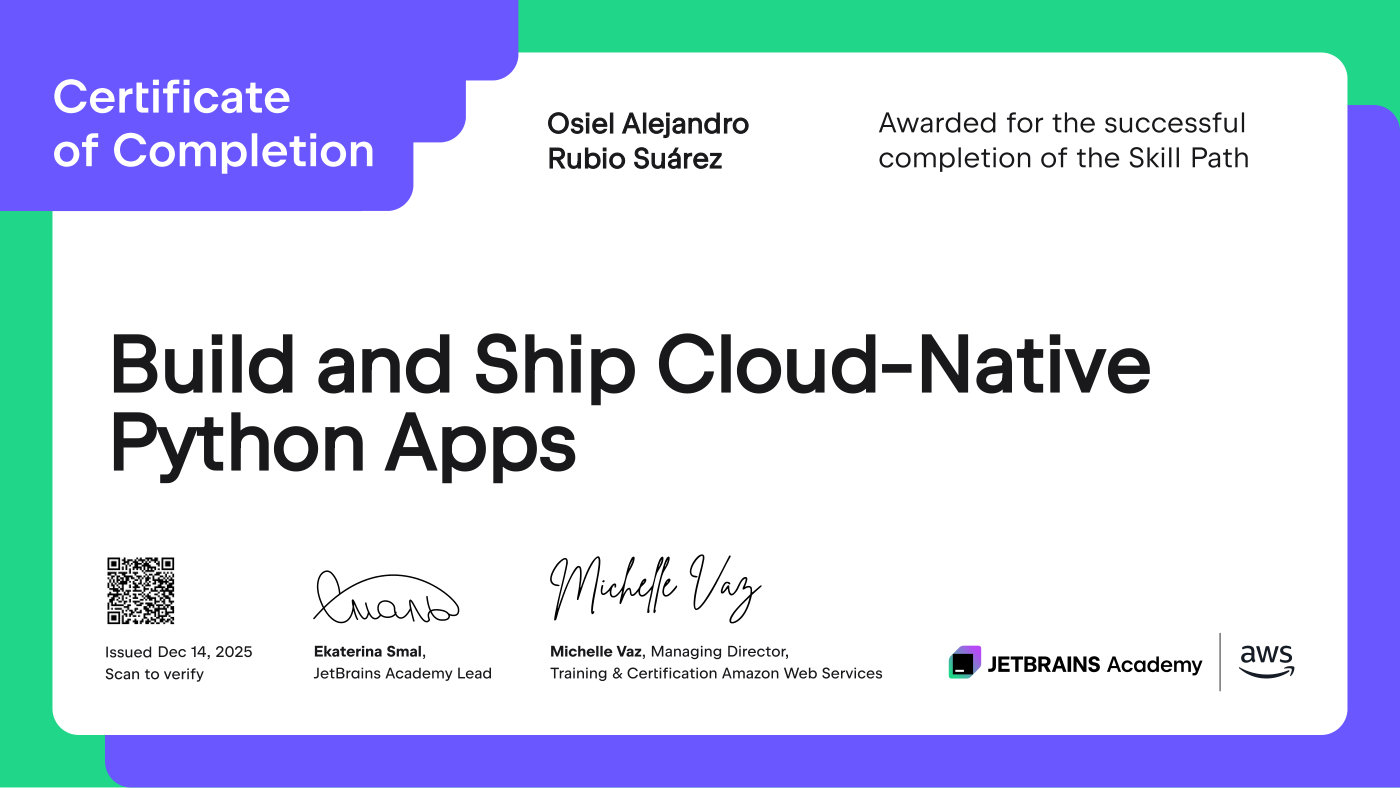 Certificate
of Completion
Osiel Alejandro
Rubio Suárez
Awarded for the successful
completion of the Skill Path
Build and Ship Cloud-Native
Python Apps
Michelle Vaz
Issued Dec 14, 2025
Scan to verify
Ekaterina Smal,
JetBrains Academy Lead
Michelle Vaz, Managing Director,
Training & Certification Amazon Web Services
JETBRAINS Academy
aws